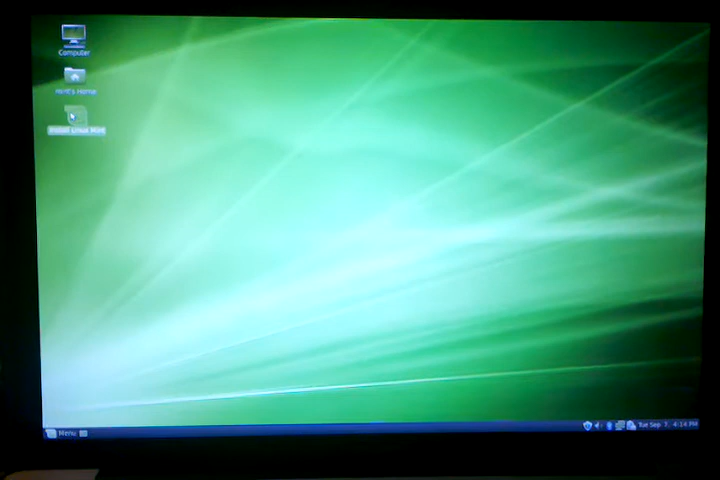 Computer
mint's Home
Install Linux Mint
Menu
Tue Sep 7, 4:14 PM